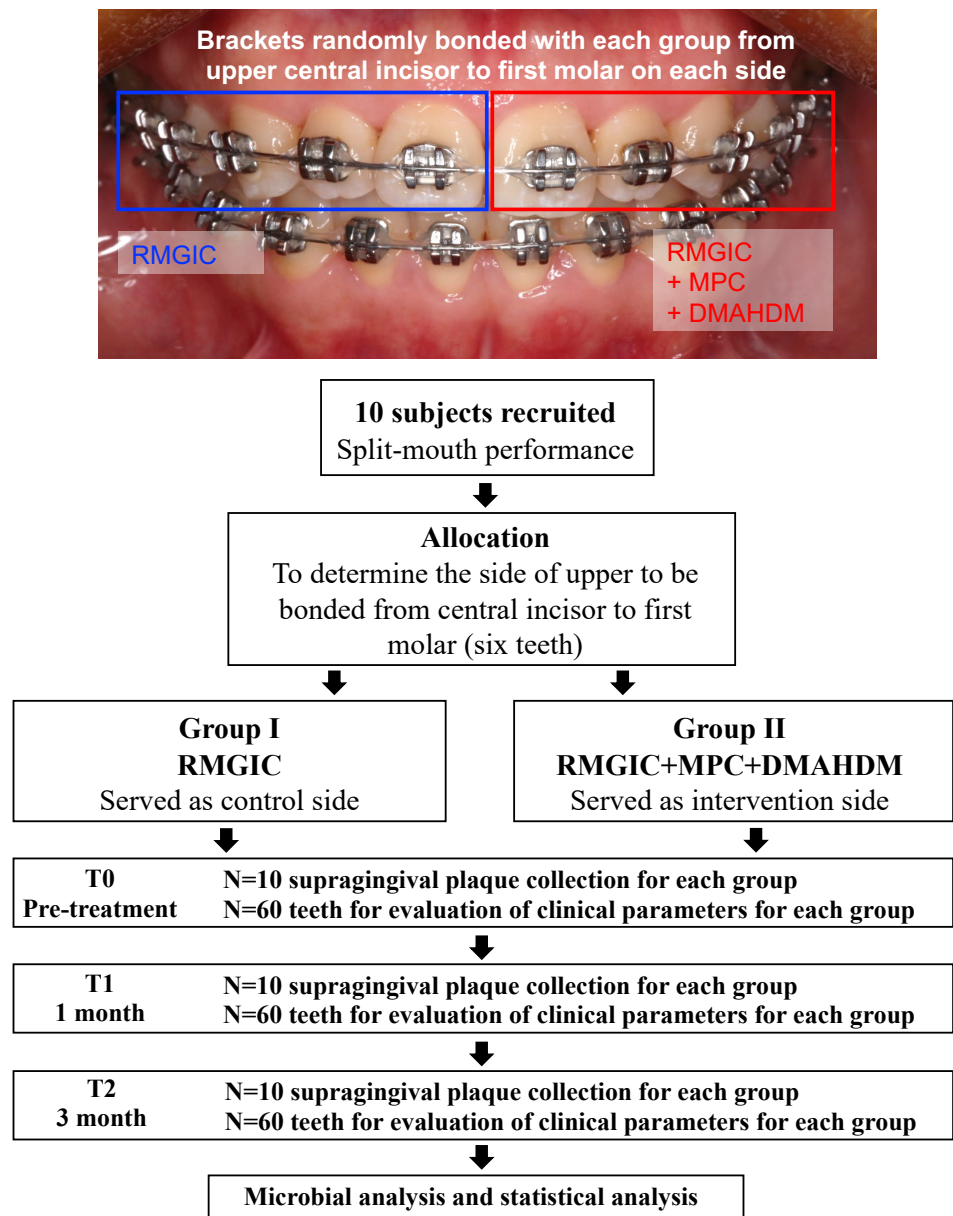 Brackets randomly bonded with each group from
upper central incisor to first molar on each side
RMGIC
RMGIC
+ MPC
+ DMAHDM
10 subjects recruited
Split-mouth performance
Allocation
To determine the side of upper to be
bonded from central incisor to first
molar (six teeth)
Group I
RMGIC
Served as control side
Group II
RMGIC+MPC+DMAHDM
Served as intervention side
T0
Pre-treatment
N=10 supragingival plaque collection for each group
N=60 teeth for evaluation of clinical parameters for each group
T1
1 month
N=10 supragingival plaque collection for each group
N=60 teeth for evaluation of clinical parameters for each group
T2
3 month
N=10 supragingival plaque collection for each group
N=60 teeth for evaluation of clinical parameters for each group
Microbial analysis and statistical analysis